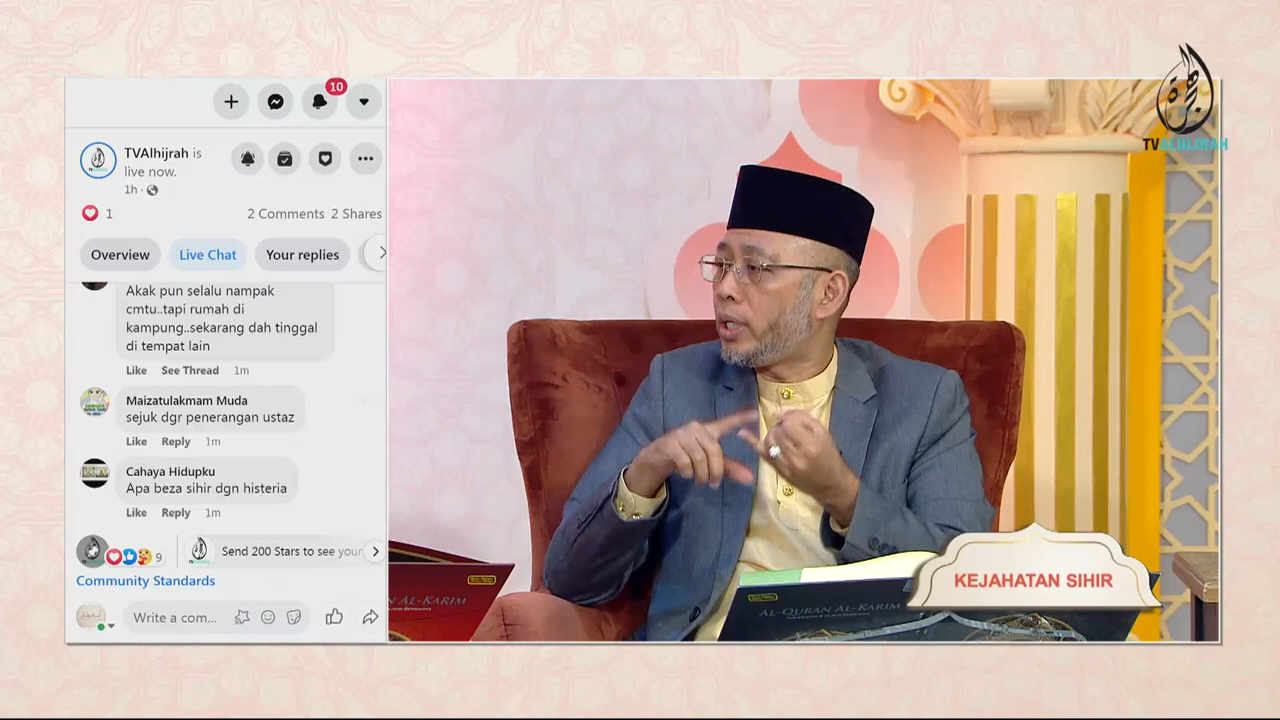 10
TVAlhijrah is
live now.
1h ·
1
2 Comments 2 Shares
Overview
Live Chat
Your replies
Akak pun selalu nampak
cmtu..tapi rumah di
kampung..sekarang dah tinggal
di tempat lain
Like See Thread 1m
Maizatulakmam Muda
sejuk dgr penerangan ustaz
Like Reply 1m
Cahaya Hidupku
Apa beza sihir dgn histeria
Like Reply 1m
9
Send 200 Stars to see your
Community Standards
Write a com...
TVALHIJRAH
KEJAHATAN SIHIR
AN AL-KARIM
AL-QURAN AL-KARIM